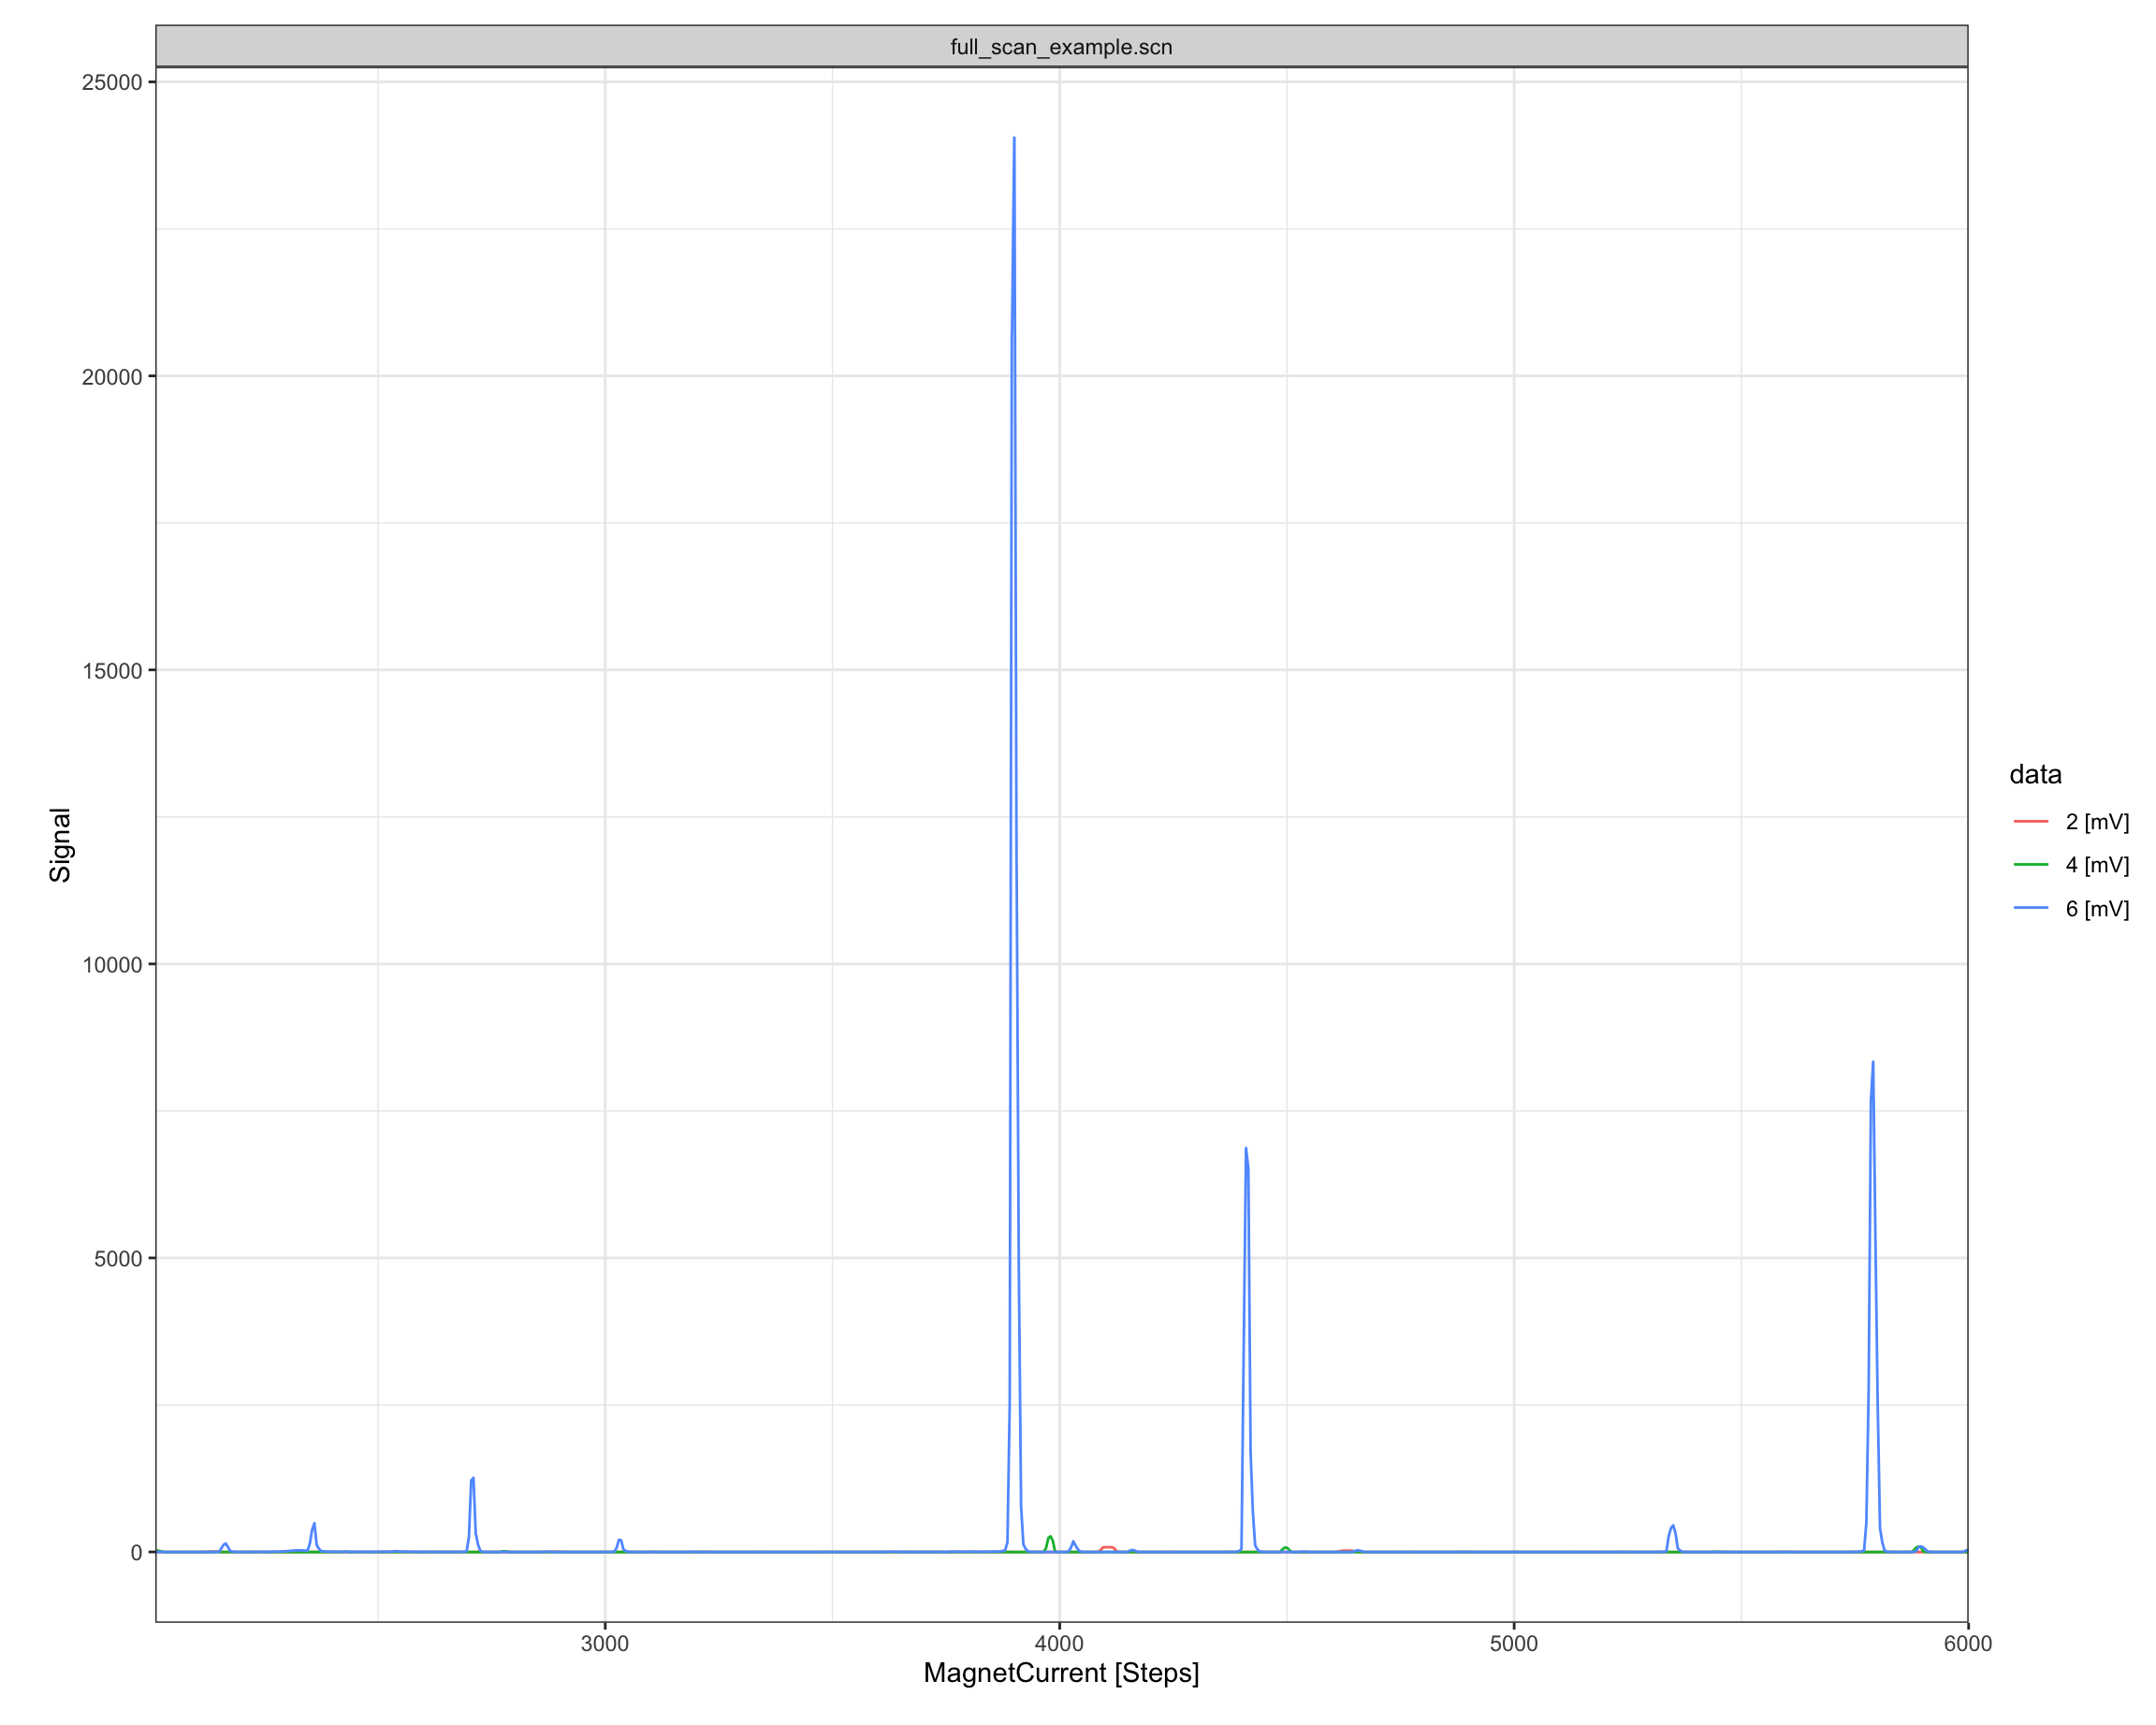 full_scan_example.scn
25000
20000
15000
10000
5000
0
Signal
3000
4000
5000
6000
MagnetCurrent [Steps]
data
2 [mV]
4 [mV]
6 [mV]